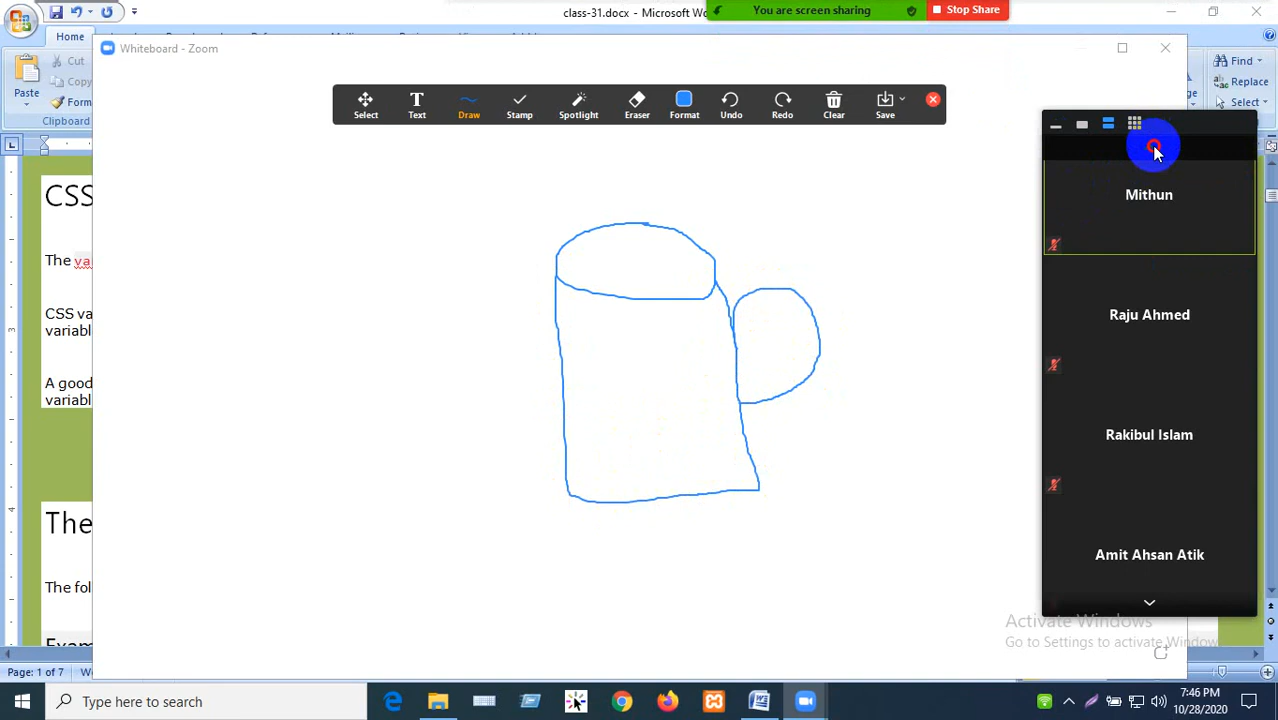 class-31.docx - Microsoft Wo
You are screen sharing
Stop Share
Home
Whiteboard - Zoom
Cut
Copy
Form
Paste
Clipboard
Find
Replace
Select
Select
Text
Draw
Stamp
Spotlight
Eraser
Format
Undo
Redo
Clear
Save
CSS
The va
CSS va
variabl
A good
variabl
The
The fol
Exam
Mithun
Raju Ahmed
Rakibul Islam
Amit Ahsan Atik
Activate Windows
Go to Settings to activate Window
Page: 1 of 7
Type here to search
7:46 PM
10/28/2020